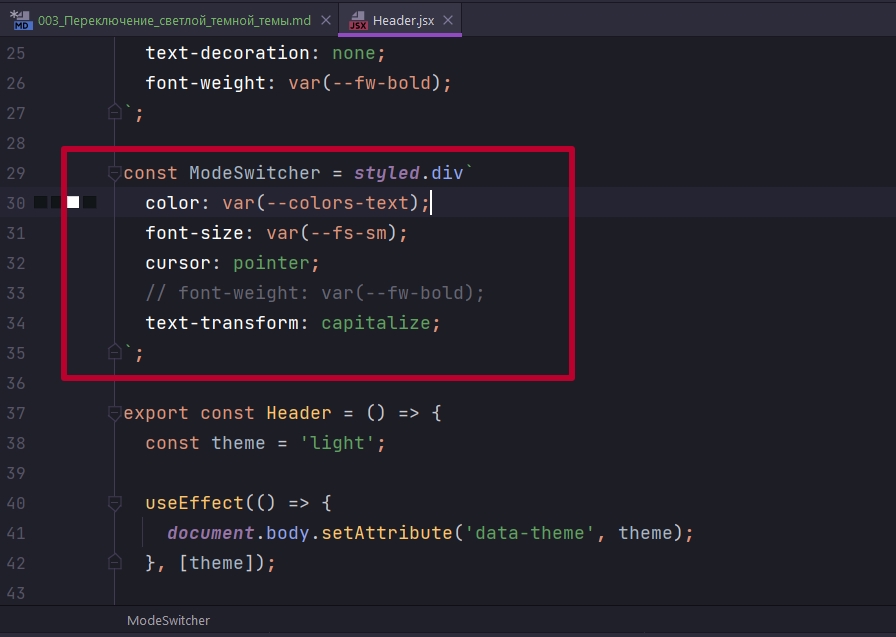 003_Переключение_светлой_темной_темы.md
Header.jsx
25 text-decoration: none;
26 font-weight: var(--fw-bold);
27 `;
28
29 const ModeSwitcher = styled.div`
30 color: var(--colors-text);
31 font-size: var(--fs-sm);
32 cursor: pointer;
33 // font-weight: var(--fw-bold);
34 text-transform: capitalize;
35 `;
36
37 export const Header = () => {
38 const theme = 'light';
39
40 useEffect(() => {
41 document.body.setAttribute('data-theme', theme);
42 }, [theme]);
43
ModeSwitcher